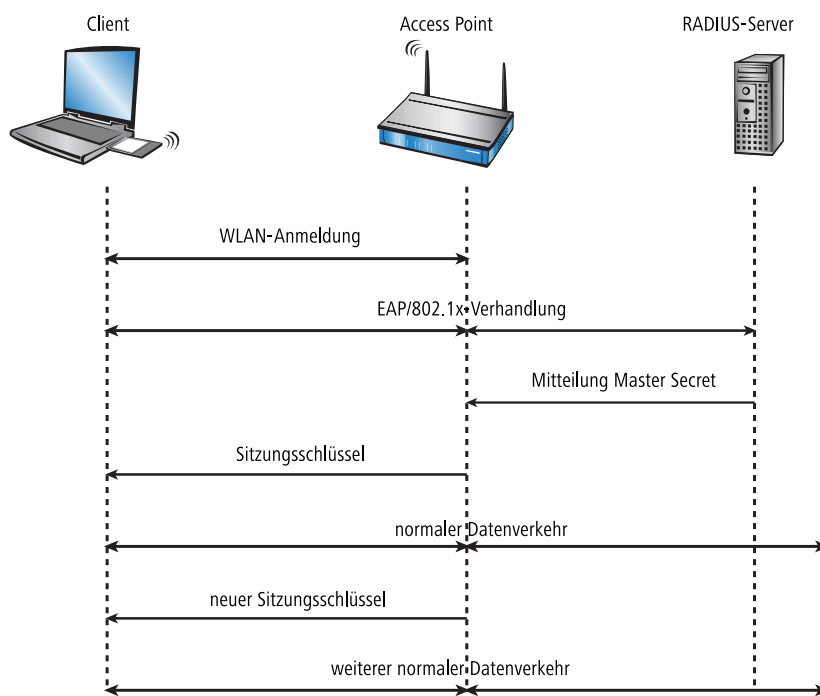 Client
Access Point
RADIUS-Server
WLAN-Anmeldung
EAP/802.1x-Verhandlung
Mitteilung Master Secret
Sitzungsschlüssel
normaler Datenverkehr
neuer Sitzungsschlüssel
weiterer normaler Datenverkehr